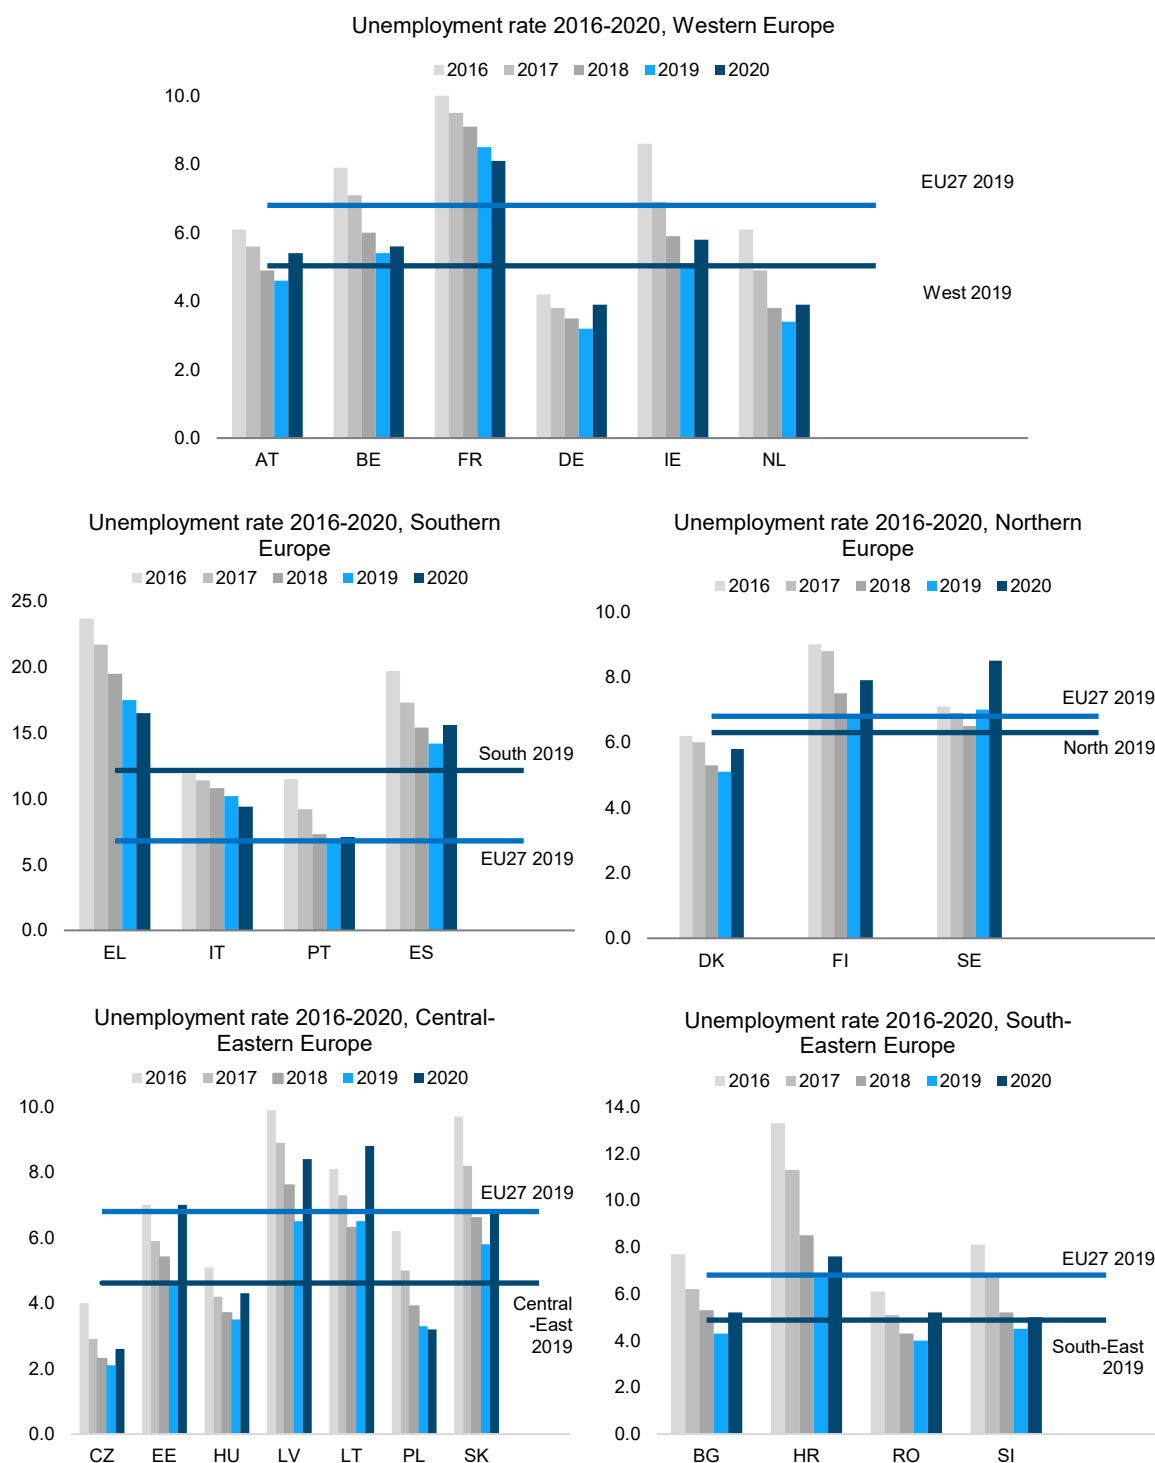 Unemployment rate 2016-2020, Western Europe
2016 2017 2018 2019 2020
10.0
8.0
6.0
4.0
2.0
0.0
EU27 2019
West 2019
AT BE FR DE IE NL
Unemployment rate 2016-2020, Southern
Europe
2016 2017 2018 2019 2020
25.0
20.0
15.0
10.0
5.0
0.0
South 2019
EU27 2019
EL IT PT ES
Unemployment rate 2016-2020, Northern
Europe
2016 2017 2018 2019 2020
10.0
8.0
6.0
4.0
2.0
0.0
EU27 2019
North 2019
DK FI SE
Unemployment rate 2016-2020, Central-
Eastern Europe
2016 2017 2018 2019 2020
10.0
8.0
6.0
4.0
2.0
0.0
EU27 2019
Central
-East
2019
CZ EE HU LV LT PL SK
Unemployment rate 2016-2020, South-
Eastern Europe
2016 2017 2018 2019 2020
14.0
12.0
10.0
8.0
6.0
4.0
2.0
0.0
EU27 2019
South-East
2019
BG HR RO SI